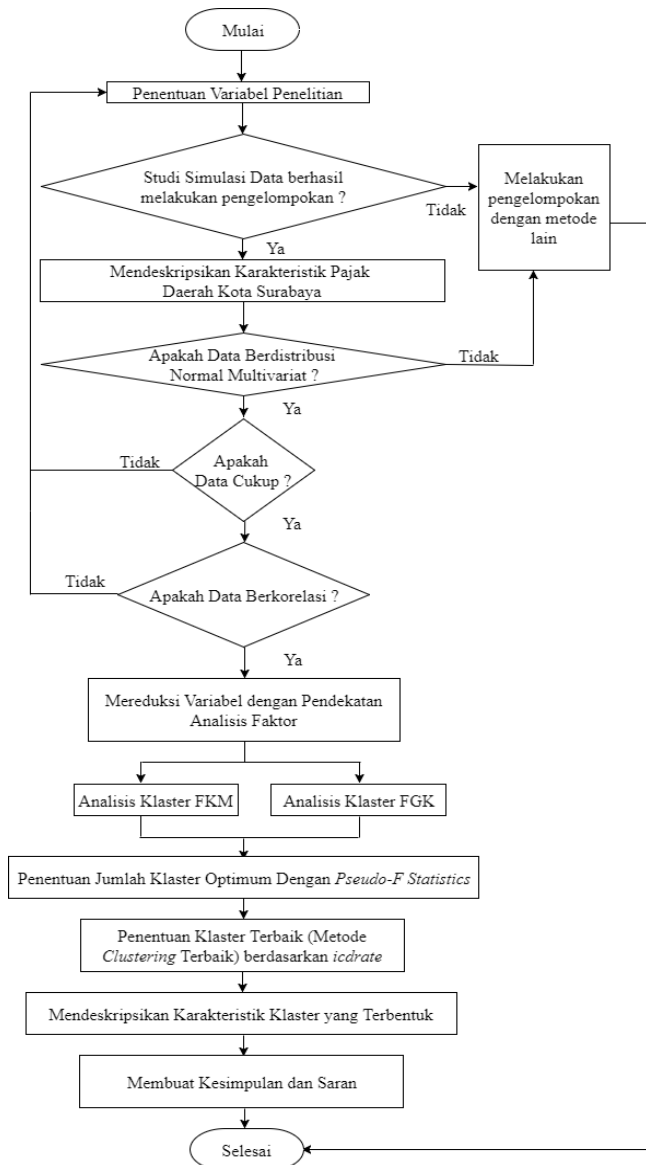 Mulai
Penentuan Variabel Penelitian
Studi Simulasi Data berhasil
melakukan pengelompokan ?
Tidak
Melakukan
pengelompokan
dengan metode
lain
Ya
Mendeskripsikan Karakteristik Pajak
Daerah Kota Surabaya
Apakah Data Berdistribusi
Normal Multivariat ?
Tidak
Ya
Tidak
Apakah
Data Cukup ?
Ya
Tidak
Apakah Data Berkorelasi ?
Ya
Mereduksi Variabel dengan Pendekatan
Analisis Faktor
Analisis Klaster FKM
Analisis Klaster FGK
Penentuan Jumlah Klaster Optimum Dengan Pseudo-F Statistics
Penentuan Klaster Terbaik (Metode
Clustering Terbaik) berdasarkan icdrate
Mendeskripsikan Karakteristik Klaster yang Terbentuk
Membuat Kesimpulan dan Saran
Selesai